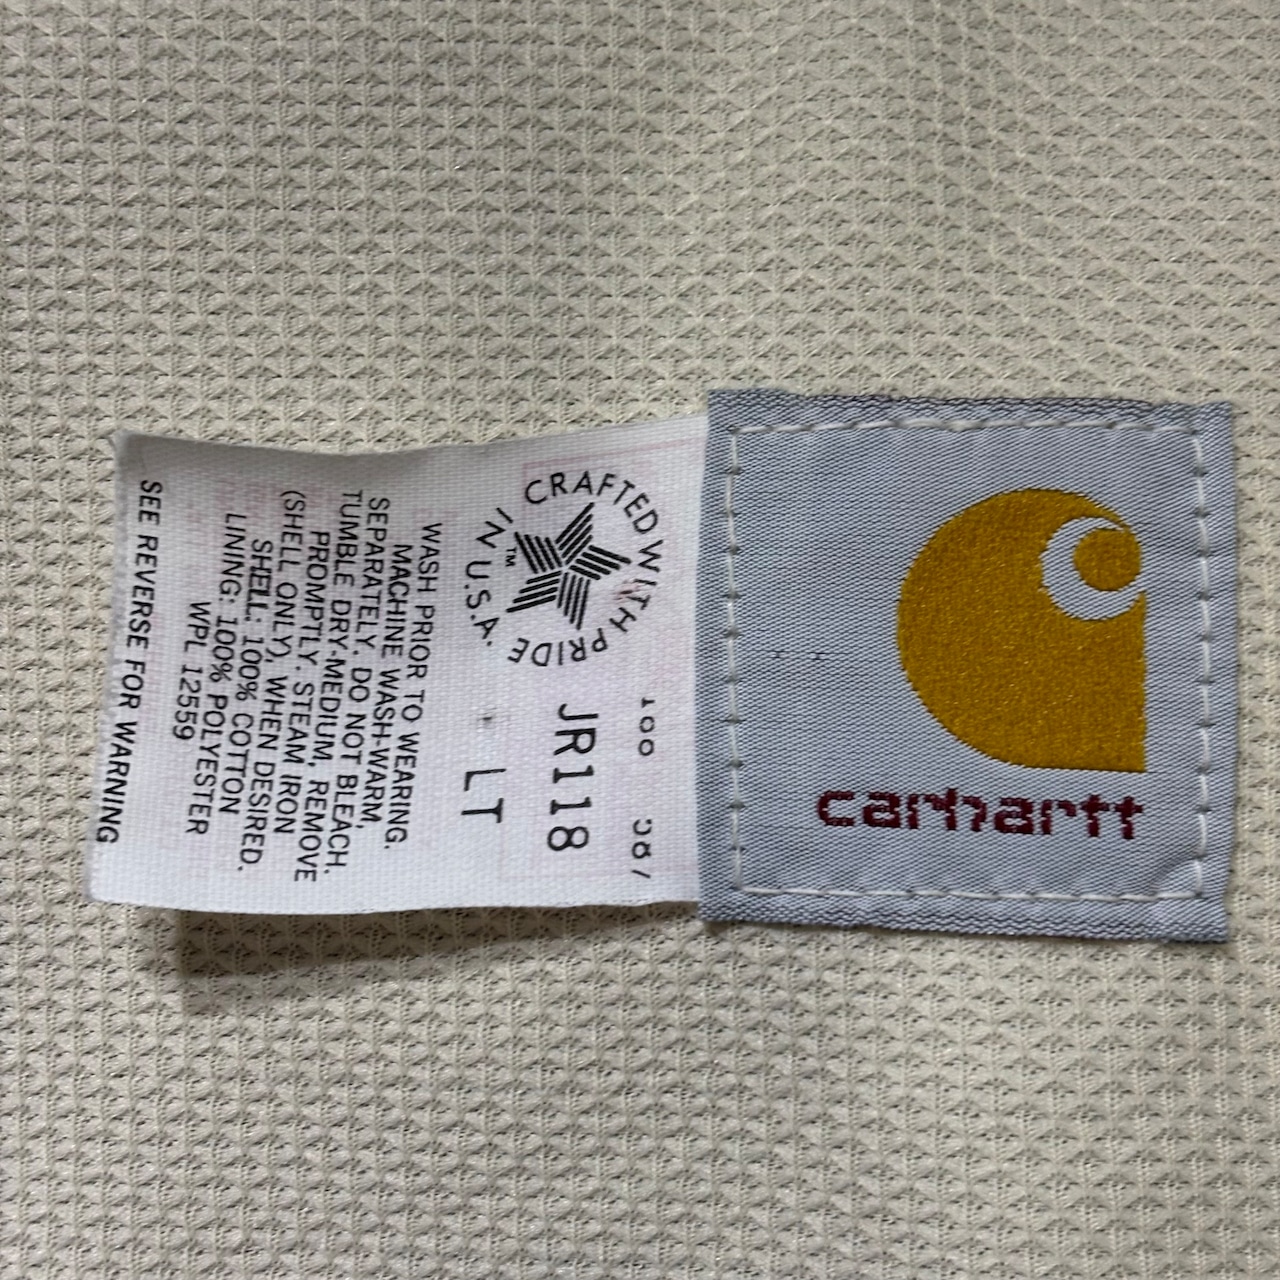 carhartt
CRAFTED WITH PRIDE
IN U.S.A.
TM
JR118
LT
WASH PRIOR TO WEARING.
MACHINE WASH-WARM,
SEPARATELY. DO NOT BLEACH.
TUMBLE DRY-MEDIUM, REMOVE
PROMPTLY. STEAM IRON
(SHELL ONLY), WHEN DESIRED.
SHELL: 100% COTTON
LINING: 100% POLYESTER
WPL 12559
SEE REVERSE FOR WARNING